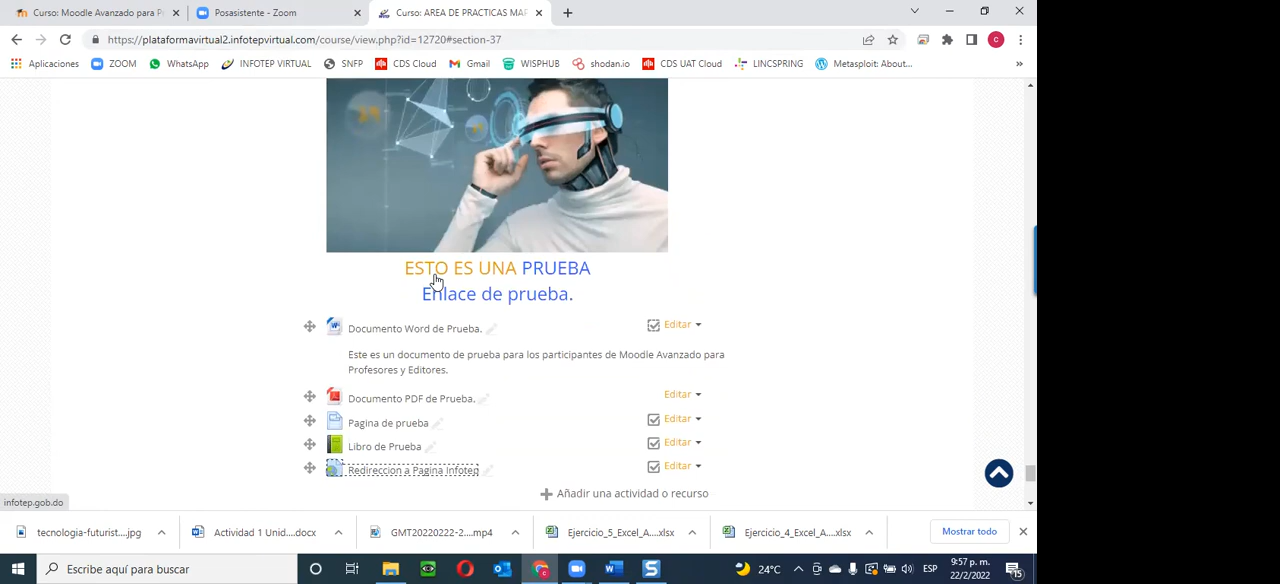 Curso: Moodle Avanzado para P
Posasistente - Zoom
Curso: AREA DE PRACTICAS MAR
https://plataformavirtual2.infotepvirtual.com/course/view.php?id=12720#section-37
C
Aplicaciones
ZOOM
WhatsApp
INFOTEP VIRTUAL
SNFP
CDS Cloud
Gmail
WISPHUB
shodan.io
CDS UAT Cloud
LINCSPRING
Metasploit: About...
»
ESTO ES UNA PRUEBA
Enlace de prueba.
Documento Word de Prueba.
Editar
Este es un documento de prueba para los participantes de Moodle Avanzado para
Profesores y Editores.
Documento PDF de Prueba.
Editar
Pagina de prueba
Editar
Libro de Prueba
Editar
Redireccion a Pagina Infotep
Editar
Añadir una actividad o recurso
infotep.gob.do
tecnologia-futurist....jpg
Actividad 1 Unid....docx
GMT20220222-2....mp4
Ejercicio_5_Excel_A....xlsx
Ejercicio_4_Excel_A....xlsx
Mostrar todo
Escribe aquí para buscar
24°C
ESP
9:57 p. m.
22/2/2022
15